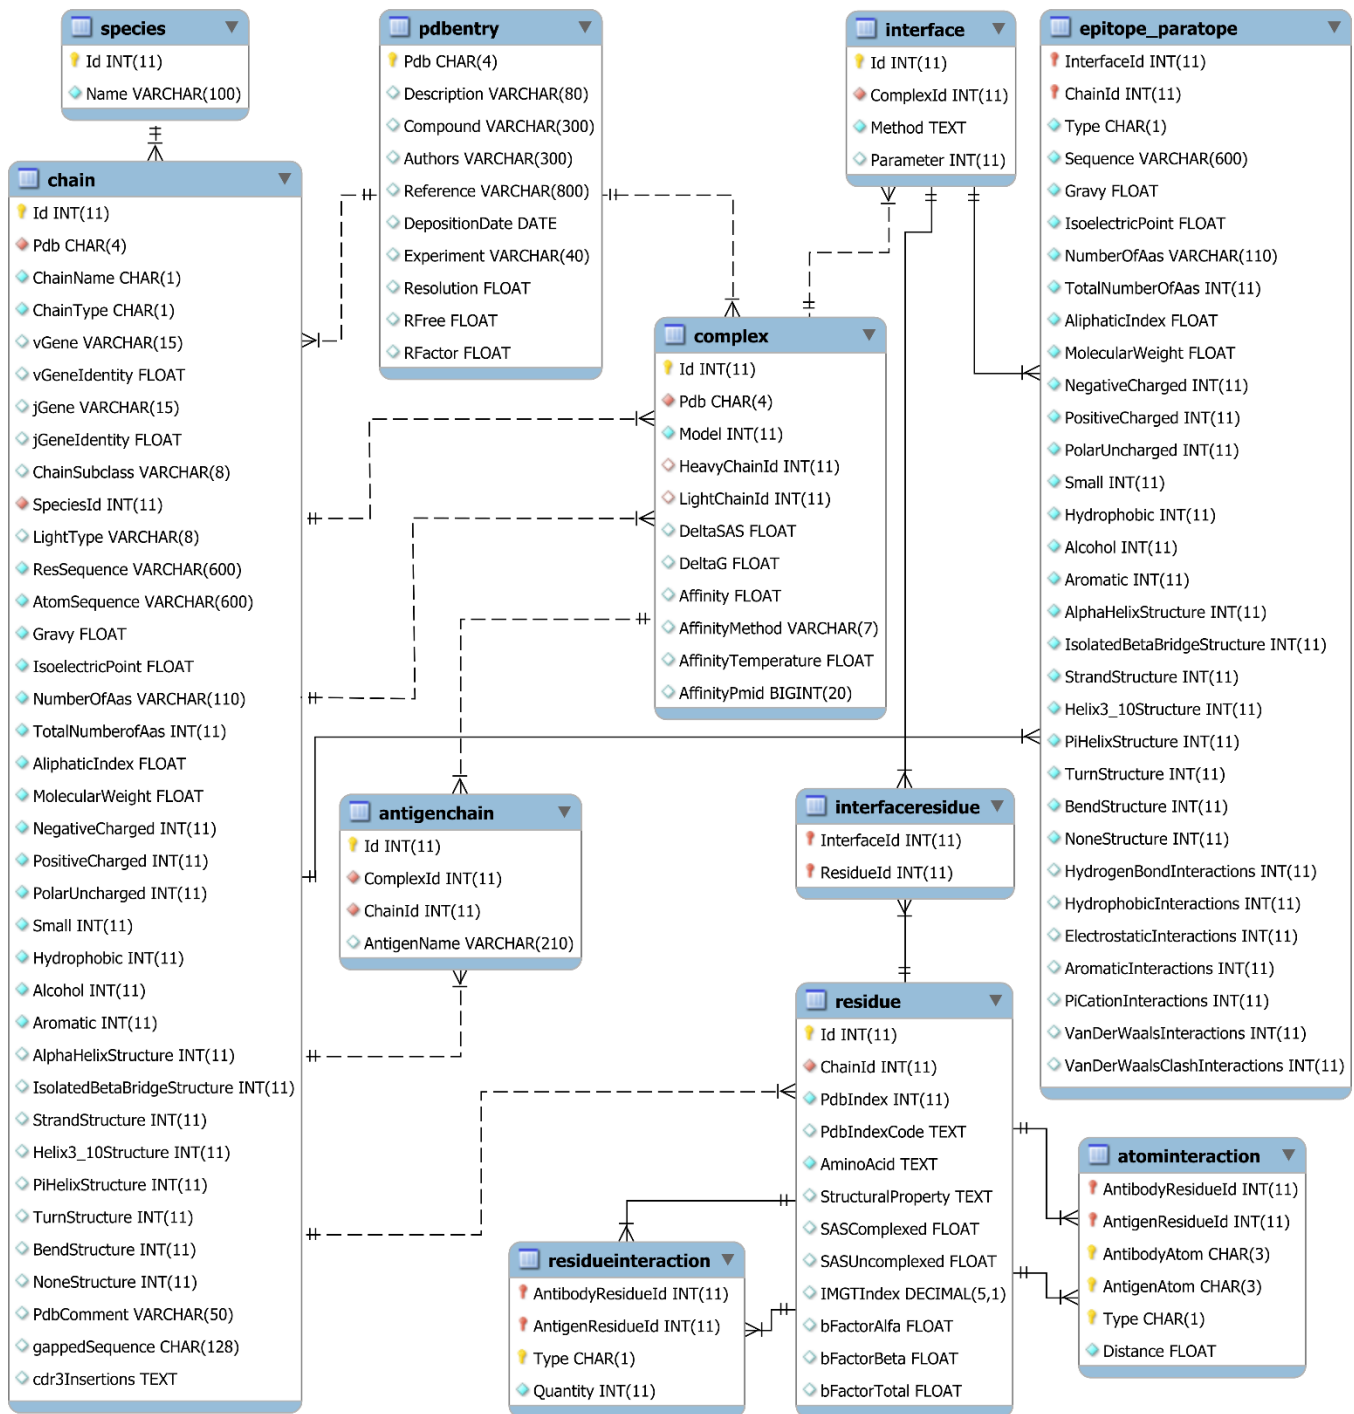 species
Id INT(11)
Name VARCHAR(100)
chain
Id INT(11)
Pdb CHAR(4)
ChainName CHAR(1)
ChainType CHAR(1)
vGene VARCHAR(15)
vGeneIdentity FLOAT
jGene VARCHAR(15)
jGeneIdentity FLOAT
ChainSubclass VARCHAR(8)
SpeciesId INT(11)
LightType VARCHAR(8)
ResSequence VARCHAR(600)
AtomSequence VARCHAR(600)
Gravy FLOAT
IsoelectricPoint FLOAT
NumberOfAas VARCHAR(110)
TotalNumberofAas INT(11)
AliphaticIndex FLOAT
MolecularWeight FLOAT
NegativeCharged INT(11)
PositiveCharged INT(11)
PolarUncharged INT(11)
Small INT(11)
Hydrophobic INT(11)
Alcohol INT(11)
Aromatic INT(11)
AlphaHelixStructure INT(11)
IsolatedBetaBridgeStructure INT(11)
StrandStructure INT(11)
Helix3_10Structure INT(11)
PiHelixStructure INT(11)
TurnStructure INT(11)
BendStructure INT(11)
NoneStructure INT(11)
PdbComment VARCHAR(50)
gappedSequence CHAR(128)
cdr3Insertions TEXT
pdbentry
Pdb CHAR(4)
Description VARCHAR(80)
Compound VARCHAR(300)
Authors VARCHAR(300)
Reference VARCHAR(800)
DepositionDate DATE
Experiment VARCHAR(40)
Resolution FLOAT
RFree FLOAT
RFactor FLOAT
interface
Id INT(11)
ComplexId INT(11)
Method TEXT
Parameter INT(11)
complex
Id INT(11)
Pdb CHAR(4)
Model INT(11)
HeavyChainId INT(11)
LightChainId INT(11)
DeltaSAS FLOAT
DeltaG FLOAT
Affinity FLOAT
AffinityMethod VARCHAR(7)
AffinityTemperature FLOAT
AffinityPmid BIGINT(20)
antigenchain
Id INT(11)
ComplexId INT(11)
ChainId INT(11)
AntigenName VARCHAR(210)
interfaceresidue
InterfaceId INT(11)
ResidueId INT(11)
epitope_paratope
InterfaceId INT(11)
ChainId INT(11)
Type CHAR(1)
Sequence VARCHAR(600)
Gravy FLOAT
IsoelectricPoint FLOAT
NumberOfAas VARCHAR(110)
TotalNumberOfAas INT(11)
AliphaticIndex FLOAT
MolecularWeight FLOAT
NegativeCharged INT(11)
PositiveCharged INT(11)
PolarUncharged INT(11)
Small INT(11)
Hydrophobic INT(11)
Alcohol INT(11)
Aromatic INT(11)
AlphaHelixStructure INT(11)
IsolatedBetaBridgeStructure INT(11)
StrandStructure INT(11)
Helix3_10Structure INT(11)
PiHelixStructure INT(11)
TurnStructure INT(11)
BendStructure INT(11)
NoneStructure INT(11)
HydrogenBondInteractions INT(11)
HydrophobicInteractions INT(11)
ElectrostaticInteractions INT(11)
AromaticInteractions INT(11)
PiCationInteractions INT(11)
VanDerWaalsInteractions INT(11)
VanDerWaalsClashInteractions INT(11)
residue
Id INT(11)
ChainId INT(11)
PdbIndex INT(11)
PdbIndexCode TEXT
AminoAcid TEXT
StructuralProperty TEXT
SASComplexed FLOAT
SASUncomplexed FLOAT
IMGTIndex DECIMAL(5,1)
bFactorAlfa FLOAT
bFactorBeta FLOAT
bFactorTotal FLOAT
residueinteraction
AntibodyResidueId INT(11)
AntigenResidueId INT(11)
Type CHAR(1)
Quantity INT(11)
atominteraction
AntibodyResidueId INT(11)
AntigenResidueId INT(11)
AntibodyAtom CHAR(3)
AntigenAtom CHAR(3)
Type CHAR(1)
Distance FLOAT